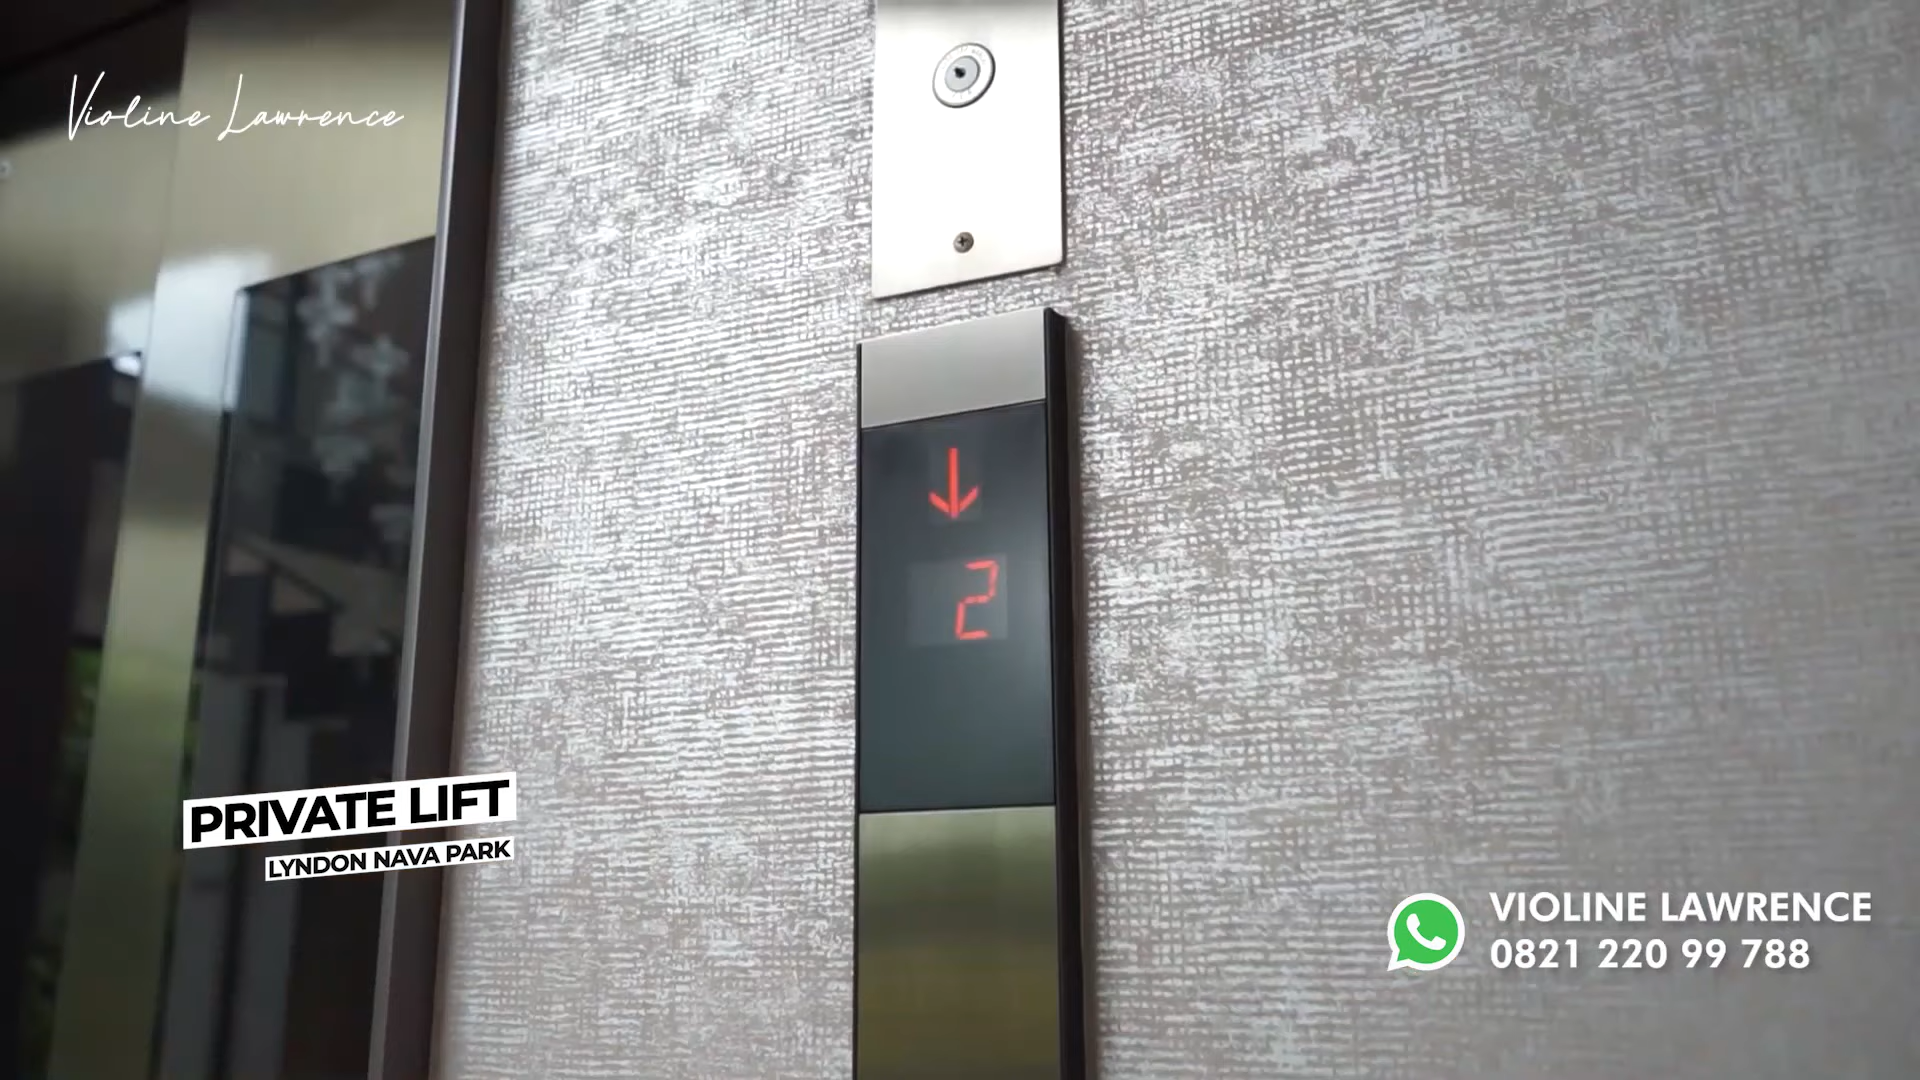 Violine Lawrence
2
PRIVATE LIFT
LYNDON NAVA PARK
VIOLINE LAWRENCE
0821 220 99 788